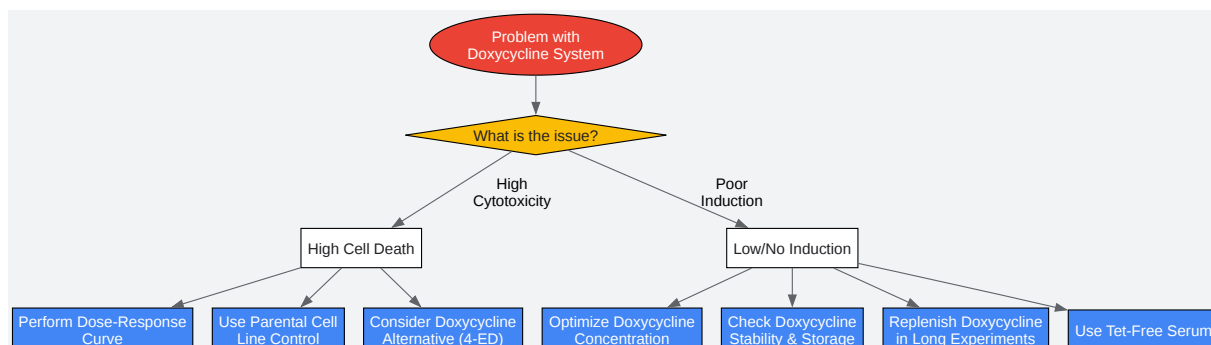 Problem with
Doxycycline System
What is the issue?
High
Cytotoxicity
Poor
Induction
High Cell Death
Low/No Induction
Perform Dose-Response
Curve
Use Parental Cell
Line Control
Consider Doxycycline
Alternative (4-ED)
Optimize Doxycycline
Concentration
Check Doxycycline
Stability & Storage
Replenish Doxycycline
in Long Experiments
Use Tet-Free Serum